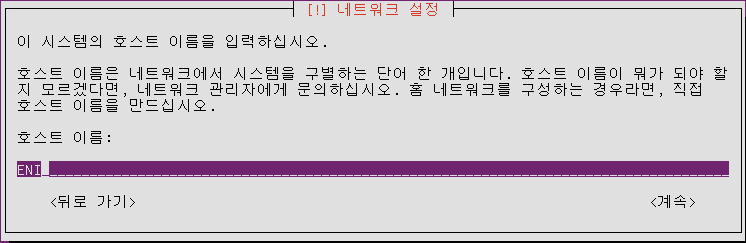 [!] 네트워크 설정
이 시스템의 호스트 이름을 입력하십시오.
호스트 이름은 네트워크에서 시스템을 구별하는 단어 한 개입니다. 호스트 이름이 뭐가 되야 할
지 모르겠다면, 네트워크 관리자에게 문의하십시오. 홈 네트워크를 구성하는 경우라면, 직접
호스트 이름을 만드십시오.
호스트 이름:
ENI
<뒤로 가기> <계속>